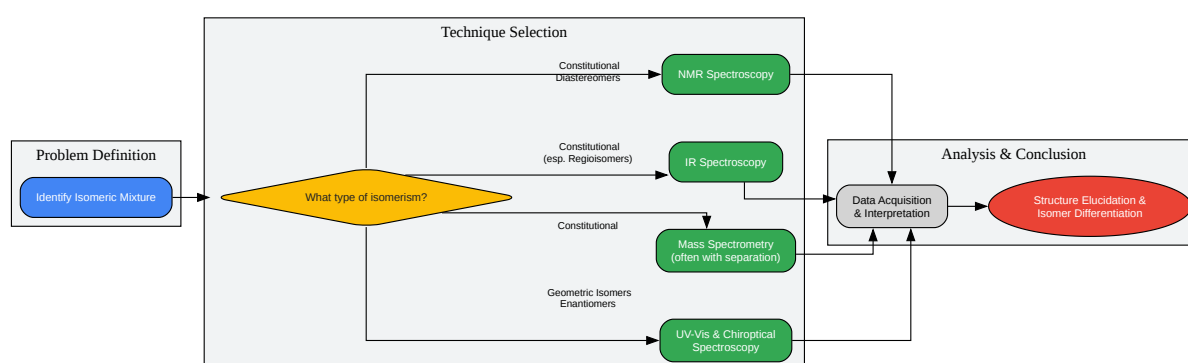 Technique Selection
Constitutional
Diastereomers
NMR Spectroscopy
Problem Definition
Identify Isomeric Mixture
What type of isomerism?
Constitutional
(esp. Regioisomers)
IR Spectroscopy
Constitutional
Mass Spectrometry
(often with separation)
Geometric Isomers
Enantiomers
UV-Vis & Chiroptical
Spectroscopy
Analysis & Conclusion
Data Acquisition
& Interpretation
Structure Elucidation &
Isomer Differentiation